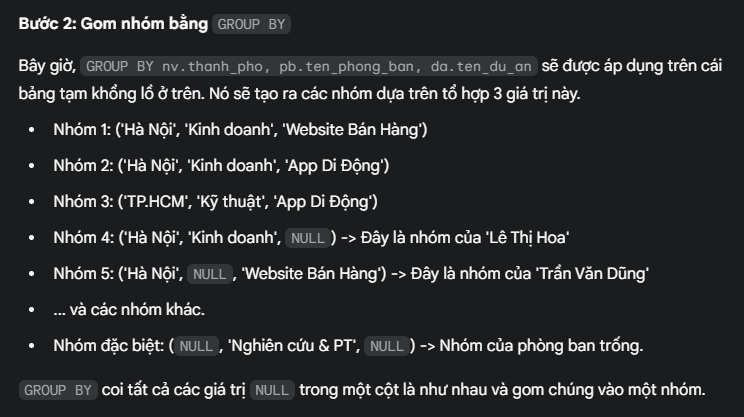 Bước 2: Gom nhóm bằng GROUP BY
Bây giờ, GROUP BY nv.thanh_pho, pb.ten_phong_ban, da.ten_du_an sẽ được áp dụng trên cái
bảng tạm khổng lồ ở trên. Nó sẽ tạo ra các nhóm dựa trên tổ hợp 3 giá trị này.
• Nhóm 1: ('Hà Nội', 'Kinh doanh', 'Website Bán Hàng')
• Nhóm 2: ('Hà Nội', 'Kinh doanh', 'App Di Động')
• Nhóm 3: ('TP.HCM', 'Kỹ thuật', 'App Di Động')
• Nhóm 4: ('Hà Nội', 'Kinh doanh', NULL) -> Đây là nhóm của 'Lê Thị Hoa'
• Nhóm 5: ('Hà Nội', NULL, 'Website Bán Hàng') -> Đây là nhóm của 'Trần Văn Dũng'
• ... và các nhóm khác.
• Nhóm đặc biệt: (NULL, 'Nghiên cứu & PT', NULL) -> Nhóm của phòng ban trống.
GROUP BY coi tất cả các giá trị NULL trong một cột là như nhau và gom chúng vào một nhóm.